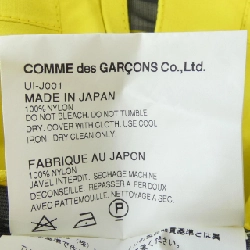 COMME des GARÇONS Co.,Ltd.
UI-J001
MADE IN JAPAN
100% NYLON
DO NOT BLEACH. DO NOT TUMBLE
DRY. COVER WITH CLOTH, USE COOL
IRON. DRY CLEAN ONLY.
FABRIQUE AU JAPON
100% NYLON
JAVEL INTERDIT. SECHAGE MACHINE
DECONSEILLE. REPASSER A FER DOUX
AVEC PATTEMOUILLE. NETTOYAGE A SEC.
P